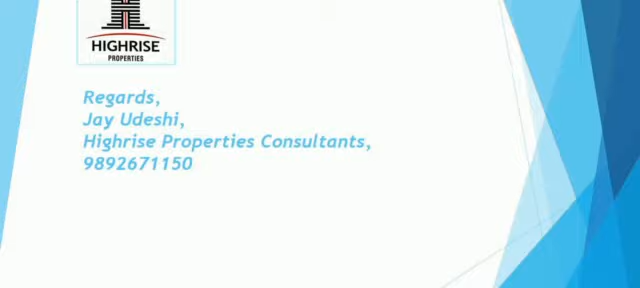 HIGHRISE
PROPERTIES
Regards,
Jay Udeshi,
Highrise Properties Consultants,
9892671150